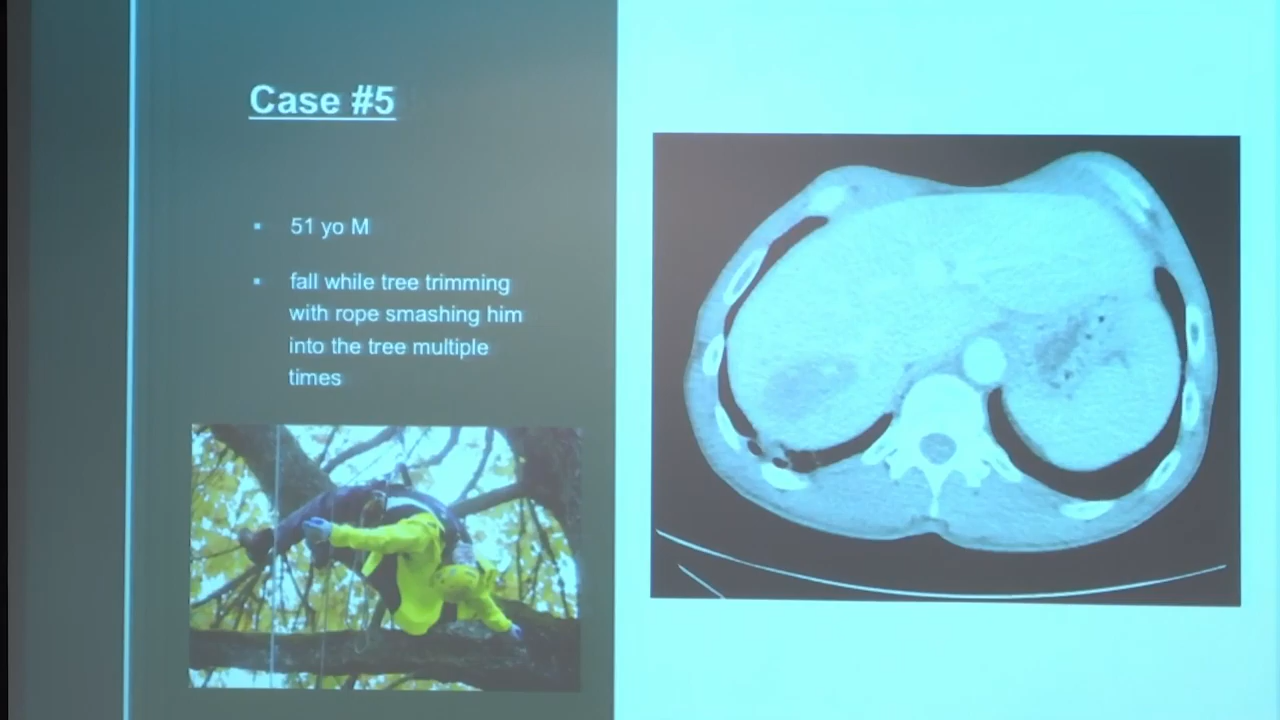 Case #5
▪ 51 yo M
▪ fall while tree trimming
with rope smashing him
into the tree multiple
times